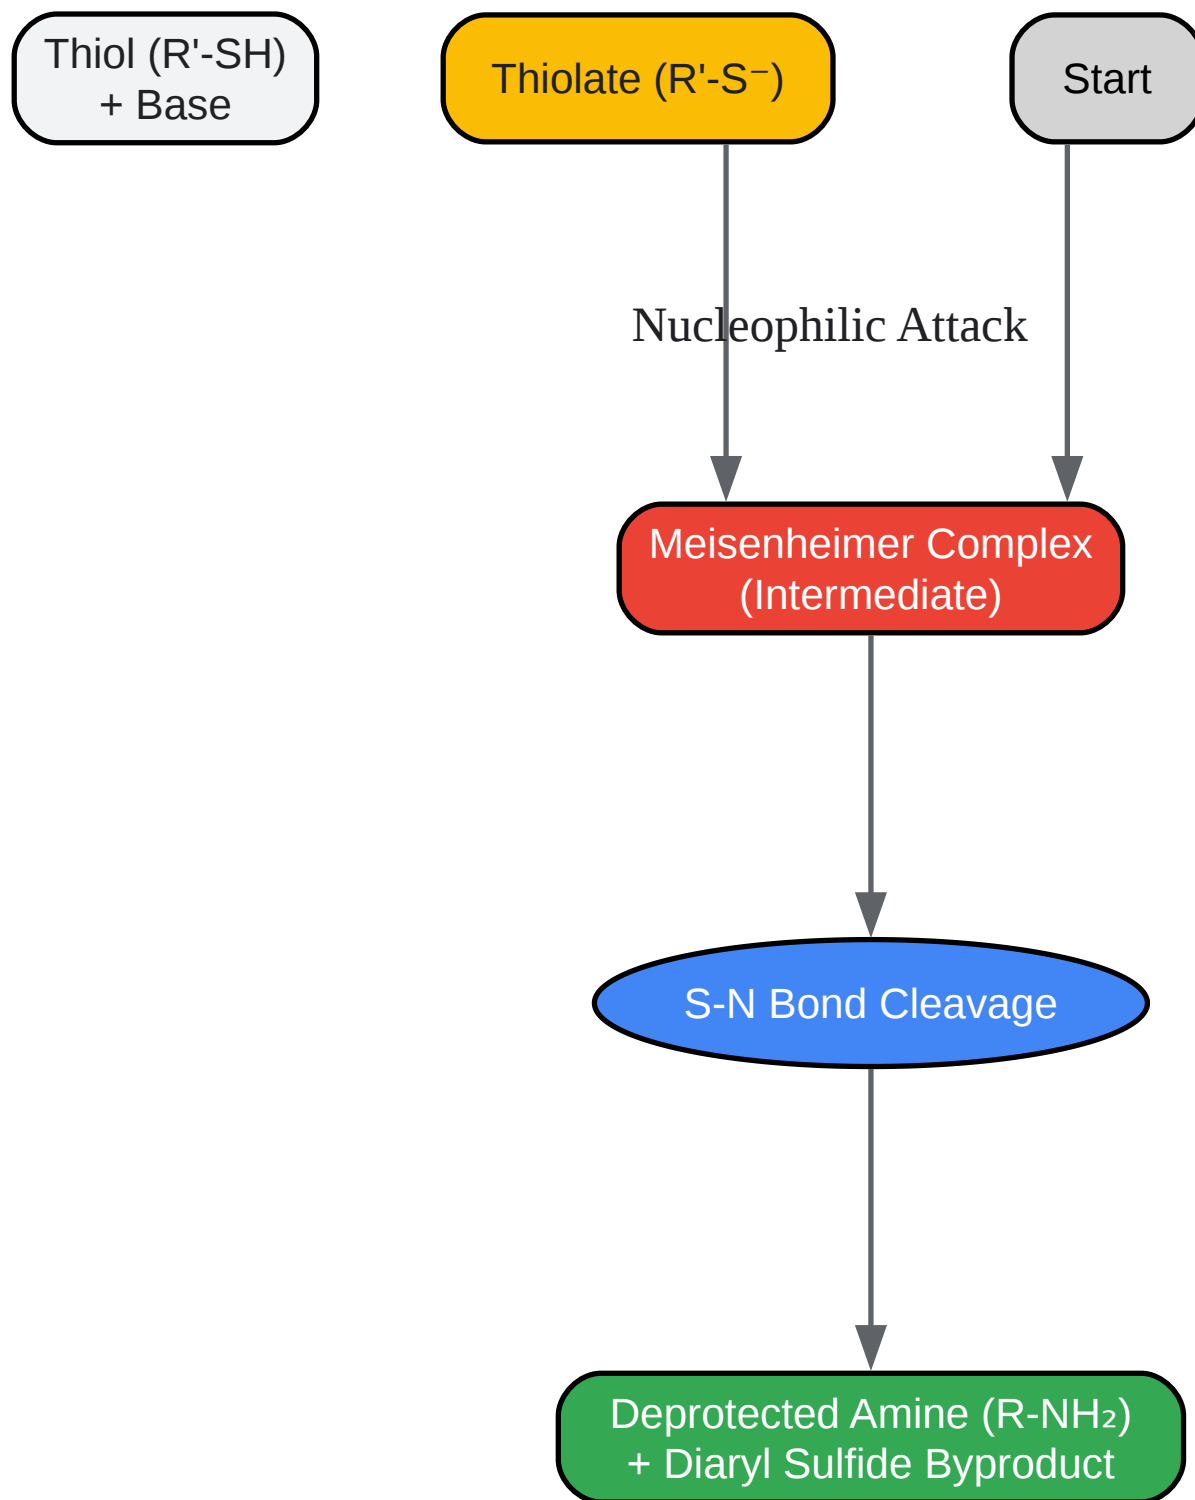 Thiol (R'-SH)
+ Base
Thiolate (R'-S⁻)
Start
Nucleophilic Attack
Meisenheimer Complex
(Intermediate)
S-N Bond Cleavage
Deprotected Amine (R-NH₂)
+ Diaryl Sulfide Byproduct